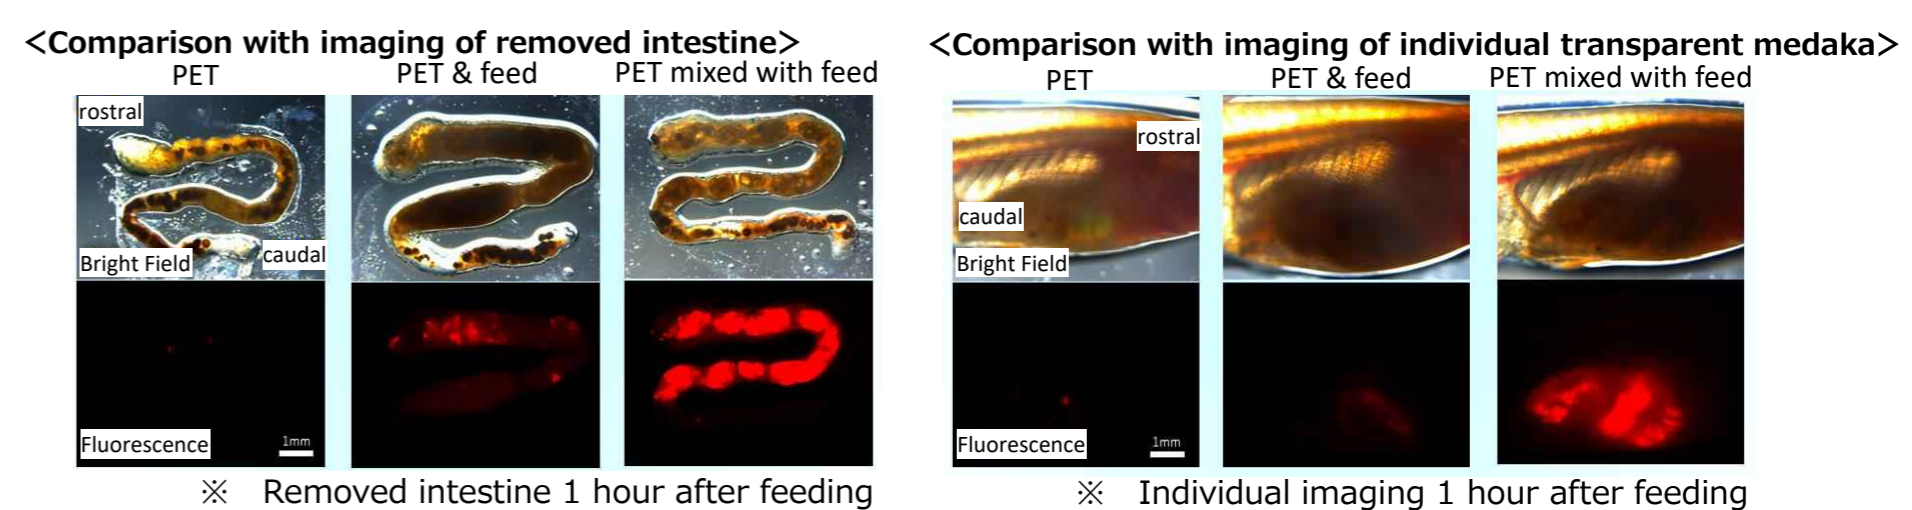 <Comparison with imaging of removed intestine>
PET
PET & feed
PET mixed with feed
rostral
Bright Field
caudal
Fluorescence
1mm
※ Removed intestine 1 hour after feeding
<Comparison with imaging of individual transparent medaka>
PET
PET & feed
PET mixed with feed
rostral
caudal
Bright Field
Fluorescence
1mm
※ Individual imaging 1 hour after feeding